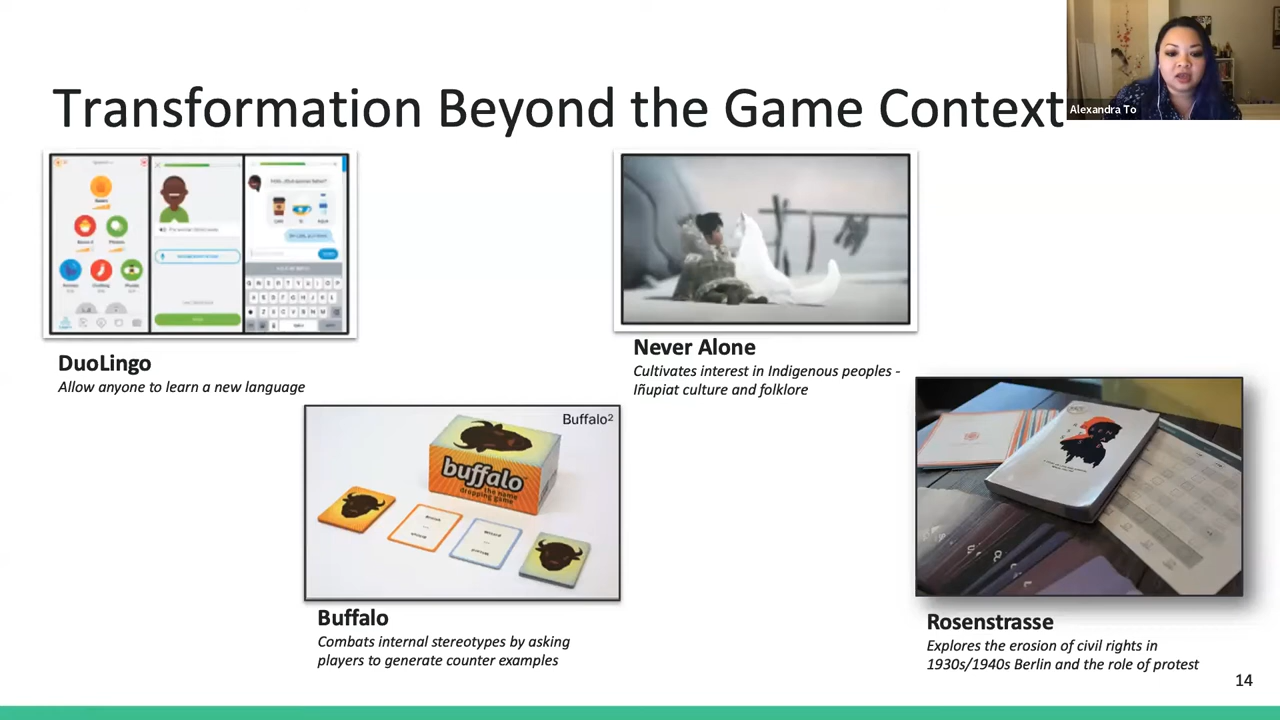 Alexandra To
Transformation Beyond the Game Context
DuoLingo
Allow anyone to learn a new language
Never Alone
Cultivates interest in Indigenous peoples -
Iñupiat culture and folklore
Buffalo²
buffalo
the name
dropping game
Buffalo
Combats internal stereotypes by asking
players to generate counter examples
Rosenstrasse
Explores the erosion of civil rights in
1930s/1940s Berlin and the role of protest
14